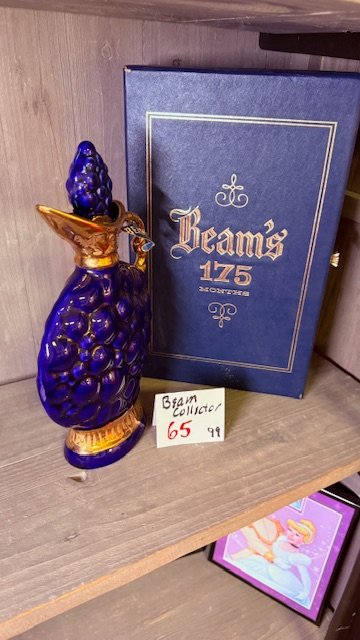 Beam's
175
MONTHS
Beam
Collector
65 99